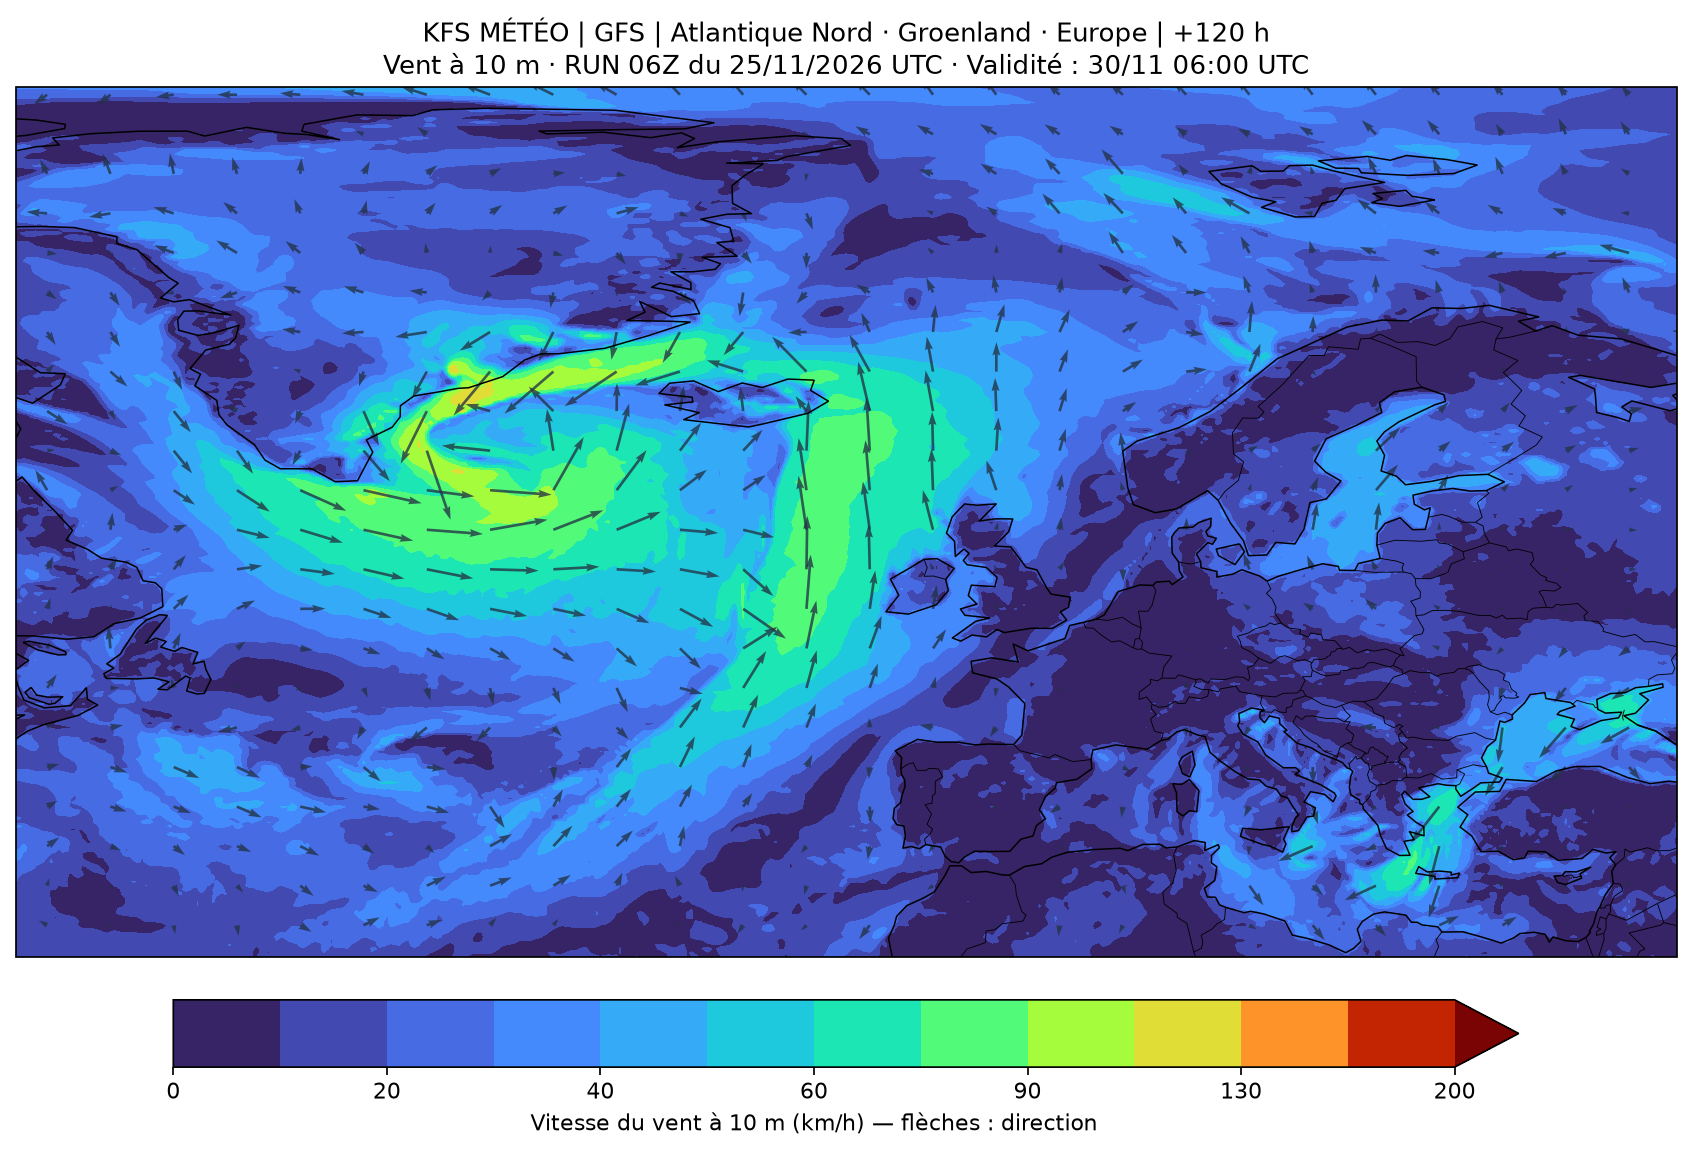 KFS MÉTÉO | GFS | Atlantique Nord · Groenland · Europe | +120 h
Vent à 10 m · RUN 06Z du 25/11/2026 UTC · Validité : 30/11 06:00 UTC
0 20 40 60 90 130 200
Vitesse du vent à 10 m (km/h) — flèches : direction